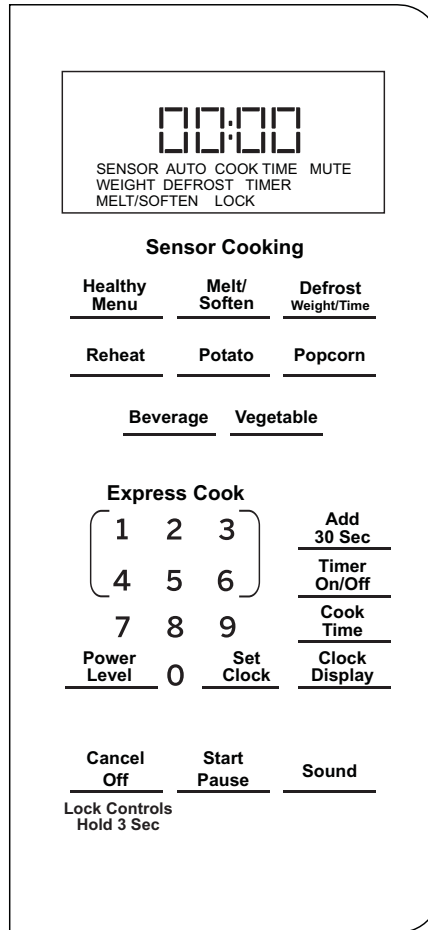 00:00
SENSOR AUTO COOK TIME MUTE
WEIGHT DEFROST TIMER
MELT/SOFTEN LOCK
Sensor Cooking
Healthy Menu
Melt/ Soften
Defrost Weight/Time
Reheat
Potato
Popcorn
Beverage
Vegetable
Express Cook
1 2 3
4 5 6
7 8 9
0
Add 30 Sec
Timer On/Off
Cook Time
Power Level
Set Clock
Clock Display
Cancel Off
Start Pause
Sound
Lock Controls
Hold 3 Sec